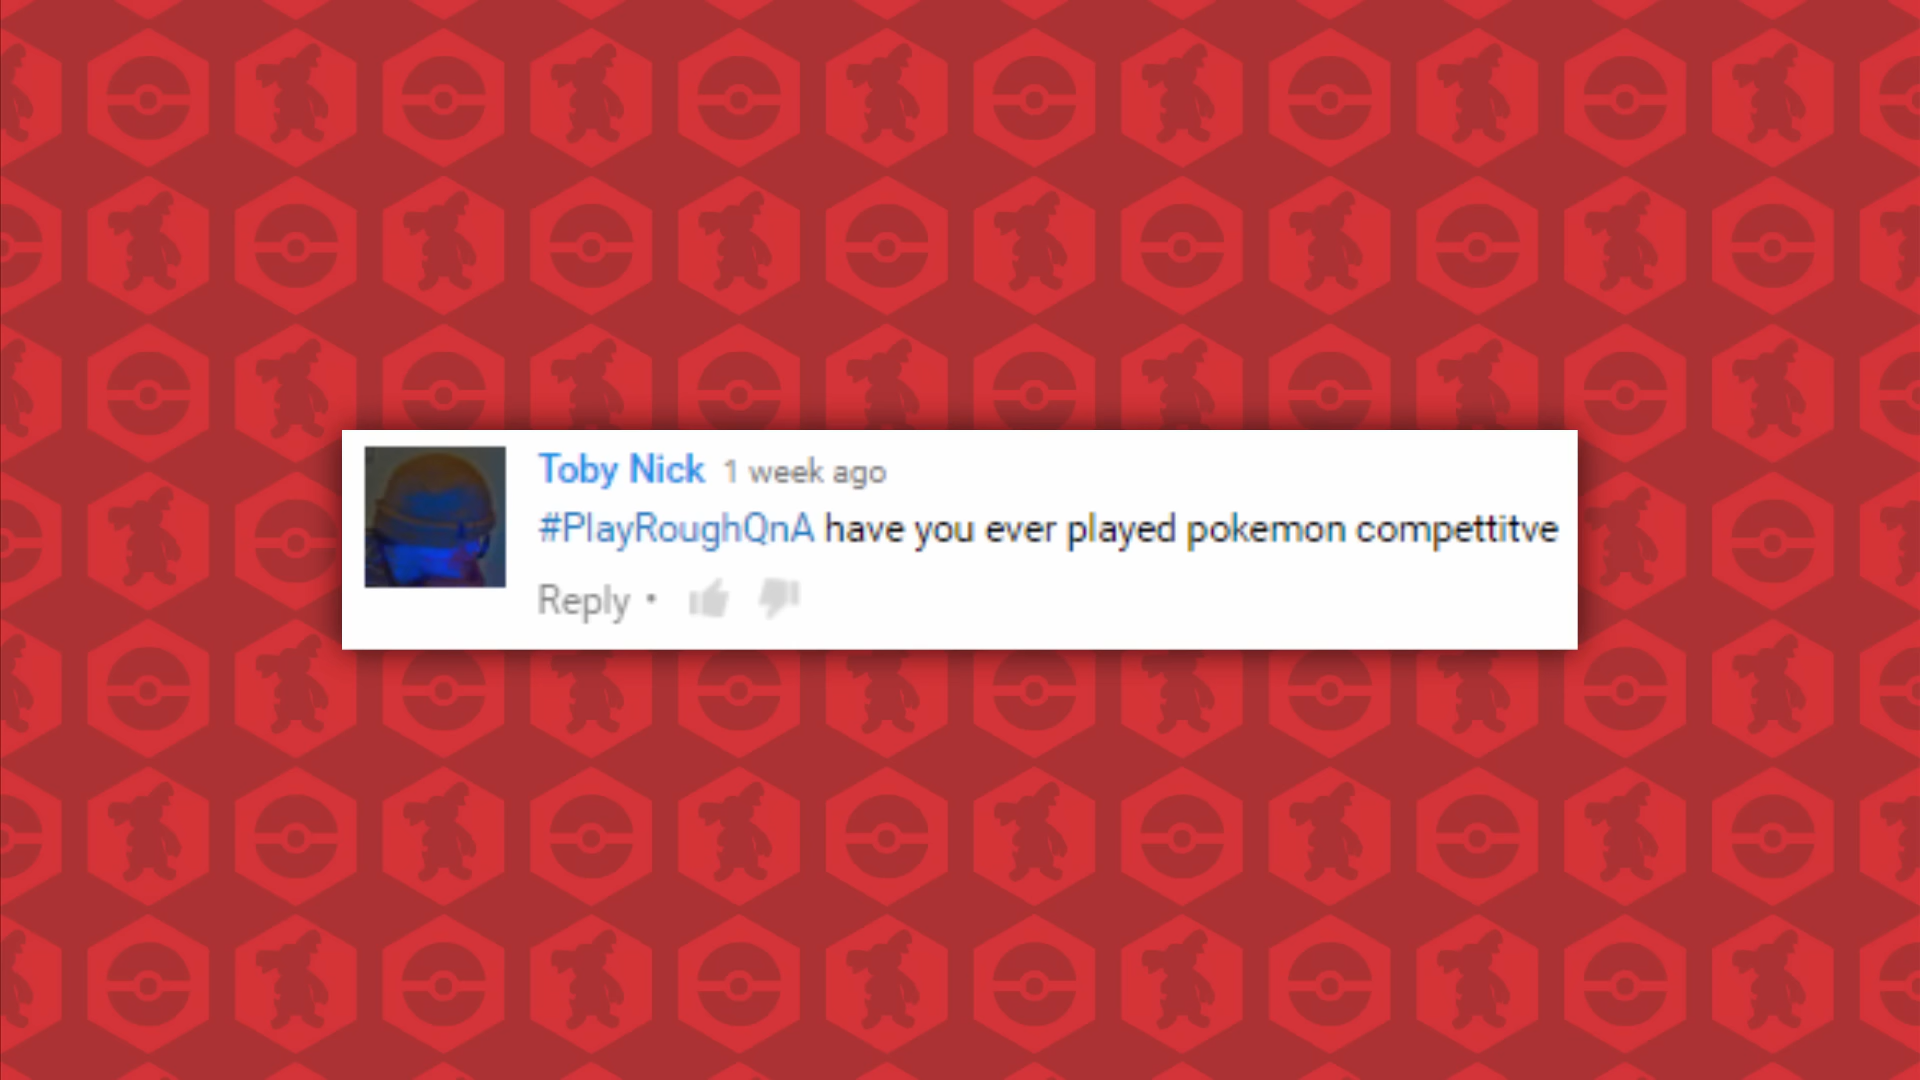 Toby Nick 1 week ago
#PlayRoughQnA have you ever played pokemon compettitve
Reply •